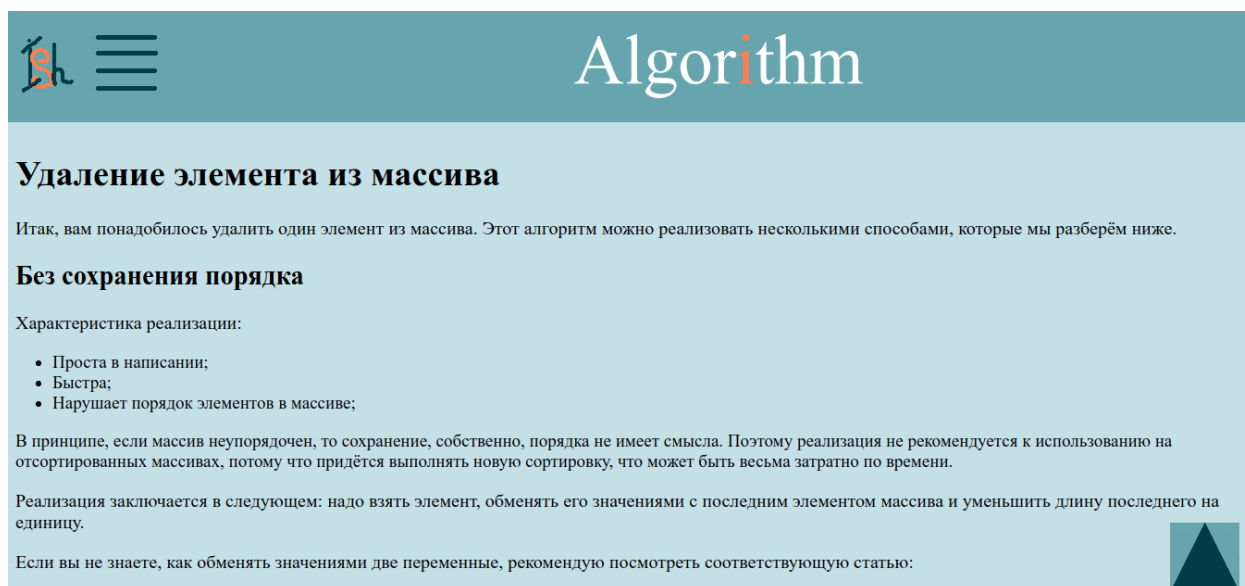 Algorithm
Удаление элемента из массива
Итак, вам понадобилось удалить один элемент из массива. Этот алгоритм можно реализовать несколькими способами, которые мы разберём ниже.
Без сохранения порядка
Характеристика реализации:
• Проста в написании;
• Быстра;
• Нарушает порядок элементов в массиве;
В принципе, если массив неупорядочен, то сохранение, собственно, порядка не имеет смысла. Поэтому реализация не рекомендуется к использованию на
отсортированных массивах, потому что придётся выполнять новую сортировку, что может быть весьма затратно по времени.
Реализация заключается в следующем: надо взять элемент, обменять его значениями с последним элементом массива и уменьшить длину последнего на
единицу.
Если вы не знаете, как обменять значениями две переменные, рекомендую посмотреть соответствующую статью: